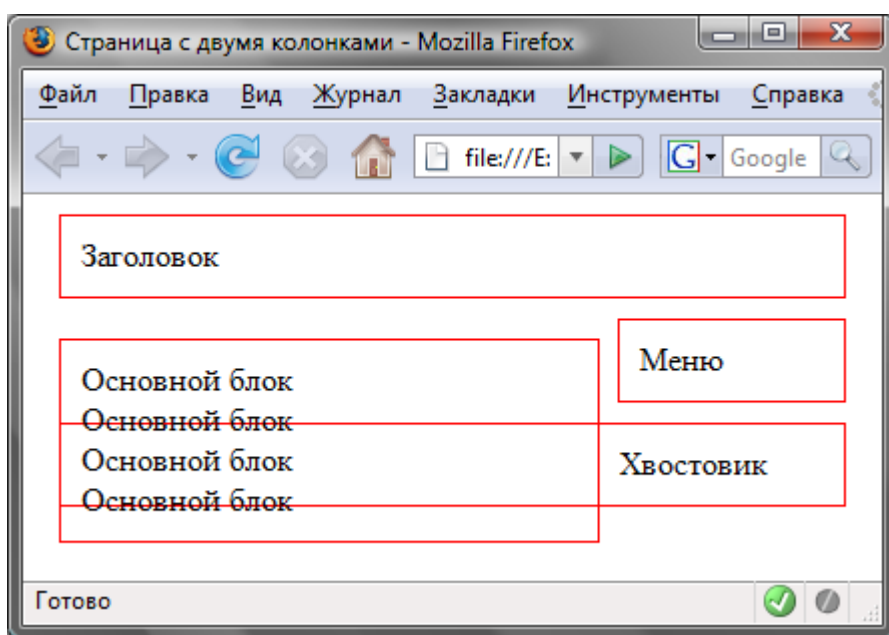 Страница с двумя колонками - Mozilla Firefox
Файл Правка Вид Журнал Закладки Инструменты Справка
file:///E: G Google
Заголовок
Меню
Основной блок
Основной блок
Основной блок
Хвостовик
Основной блок
Готово